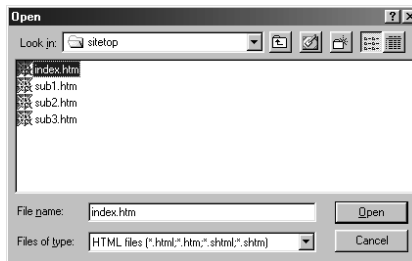 Open
Look in: sitetop
index.htm
sub1.htm
sub2.htm
sub3.htm
File name: index.htm Open
Files of type: HTML files (*.html;*.htm;*.shtml;*.shtm) Cancel